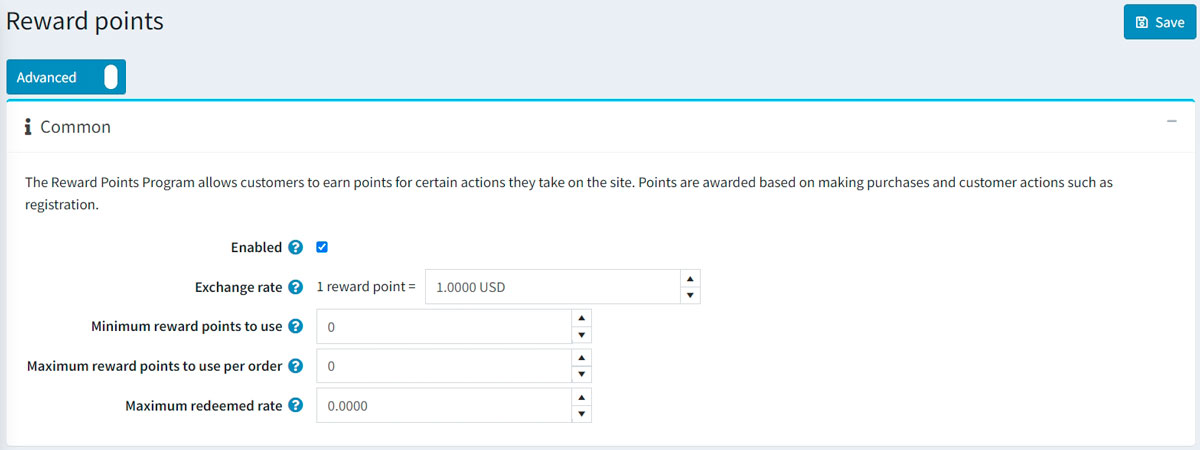 Reward points
Save
Advanced
Common
The Reward Points Program allows customers to earn points for certain actions they take on the site. Points are awarded based on making purchases and customer actions such as
registration.
Enabled
Exchange rate 1 reward point = 1.0000 USD
Minimum reward points to use 0
Maximum reward points to use per order 0
Maximum redeemed rate 0.0000